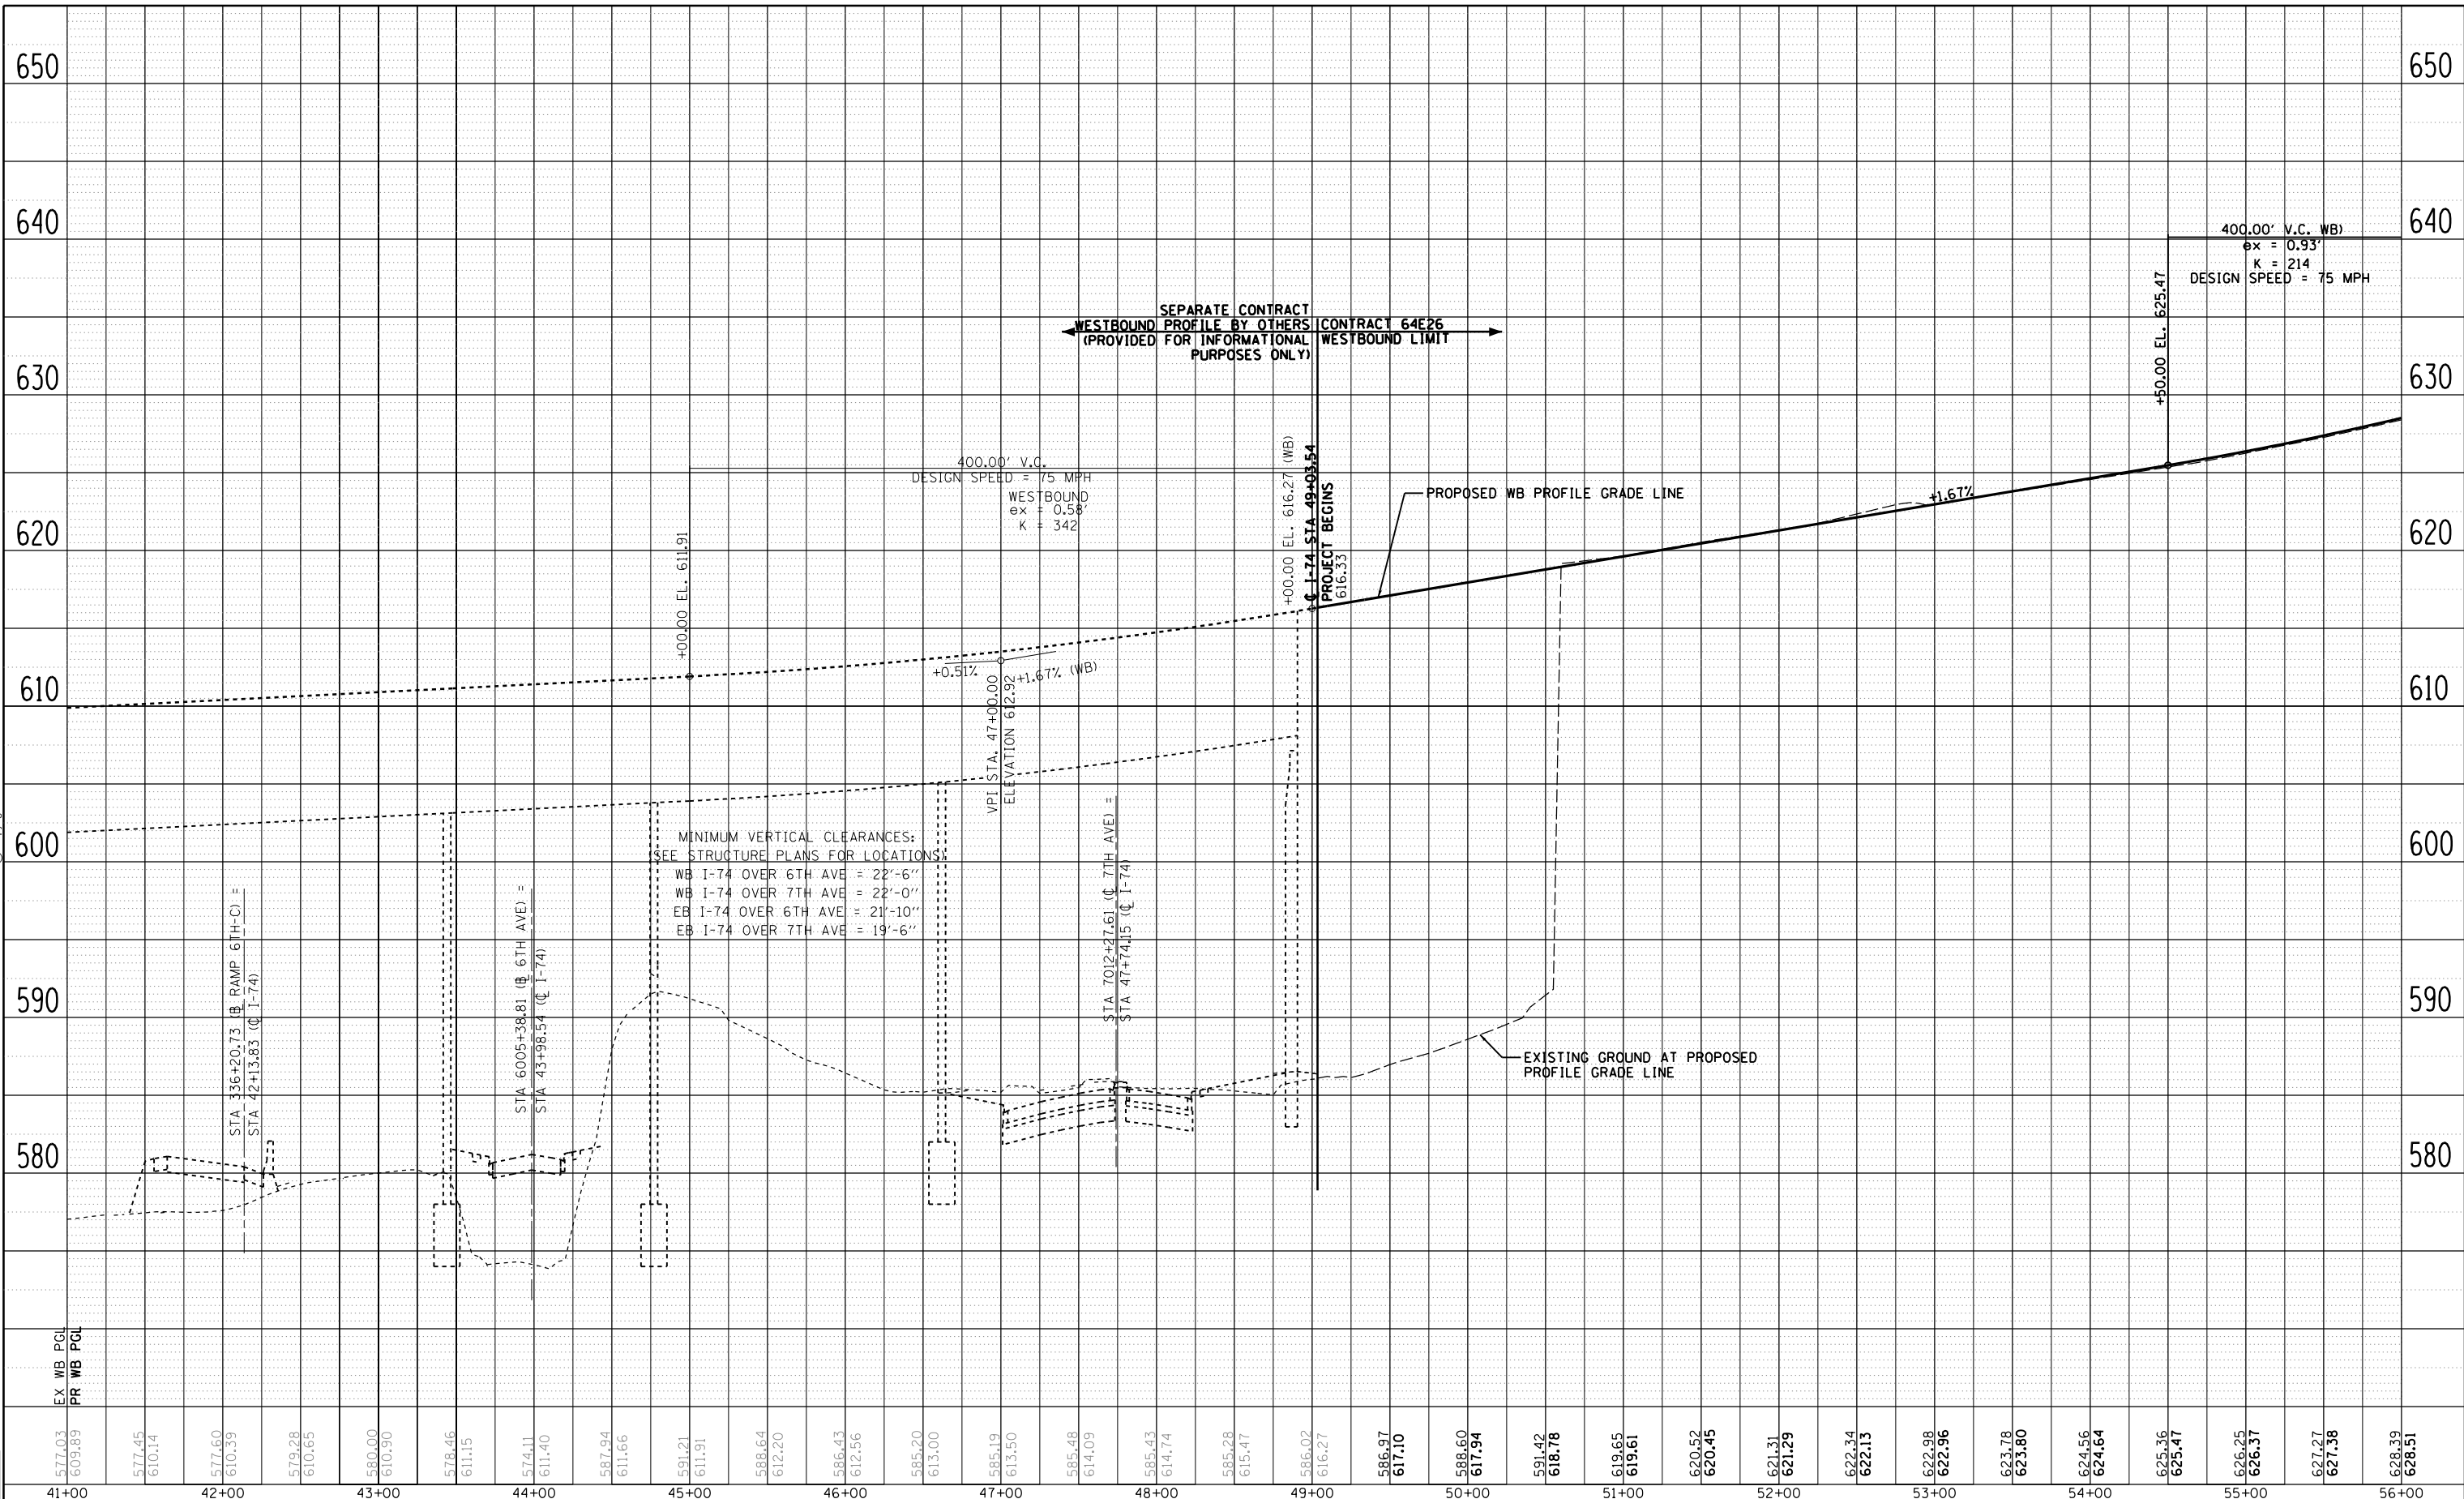 650
650
640
640
630
630
620
620
610
610
600
600
590
590
580
580
400.00' V.C. WB)
ex = 0.93'
K = 214
DESIGN SPEED = 75 MPH
+50.00 EL. 625.47
SEPARATE CONTRACT
WESTBOUND PROFILE BY OTHERS
(PROVIDED FOR INFORMATIONAL
PURPOSES ONLY)
CONTRACT 64E26
WESTBOUND LIMIT
400.00' V.C.
DESIGN SPEED = 75 MPH
WESTBOUND
ex = 0.58'
K = 342
+00.00 EL. 611.91
+00.00 EL. 616.27 (WB)
℄ I-74 STA 49+03.54
PROJECT BEGINS
616.33
PROPOSED WB PROFILE GRADE LINE
+1.67%
+0.51%
+1.67% (WB)
VPI STA. 47+00.00
ELEVATION 612.92
MINIMUM VERTICAL CLEARANCES:
(SEE STRUCTURE PLANS FOR LOCATIONS)
WB I-74 OVER 6TH AVE = 22'-6"
WB I-74 OVER 7TH AVE = 22'-0"
EB I-74 OVER 6TH AVE = 21'-10"
EB I-74 OVER 7TH AVE = 19'-6"
STA 336+20.73 (B RAMP 6TH-C) =
STA 42+13.83 (℄ I-74)
STA 6005+38.81 (B 6TH AVE) =
STA 43+98.54 (℄ I-74)
STA 7012+27.61 (℄ 7TH AVE) =
STA 47+74.15 (℄ I-74)
EXISTING GROUND AT PROPOSED
PROFILE GRADE LINE
EX WB PGL
PR WB PGL
577.03
609.89
577.45
610.14
577.60
610.39
579.28
610.65
580.00
610.90
578.46
611.15
574.11
611.40
587.94
611.66
591.21
611.91
588.64
612.20
586.43
612.56
585.20
613.00
585.19
613.50
585.48
614.09
585.43
614.74
585.28
615.47
586.02
616.27
586.97
617.10
588.60
617.94
591.42
618.78
619.65
619.61
620.52
620.45
621.31
621.29
622.34
622.13
622.98
622.96
623.78
623.80
624.56
624.64
625.36
625.47
626.25
626.37
627.27
627.38
628.39
628.51
41+00
42+00
43+00
44+00
45+00
46+00
47+00
48+00
49+00
50+00
51+00
52+00
53+00
54+00
55+00
56+00